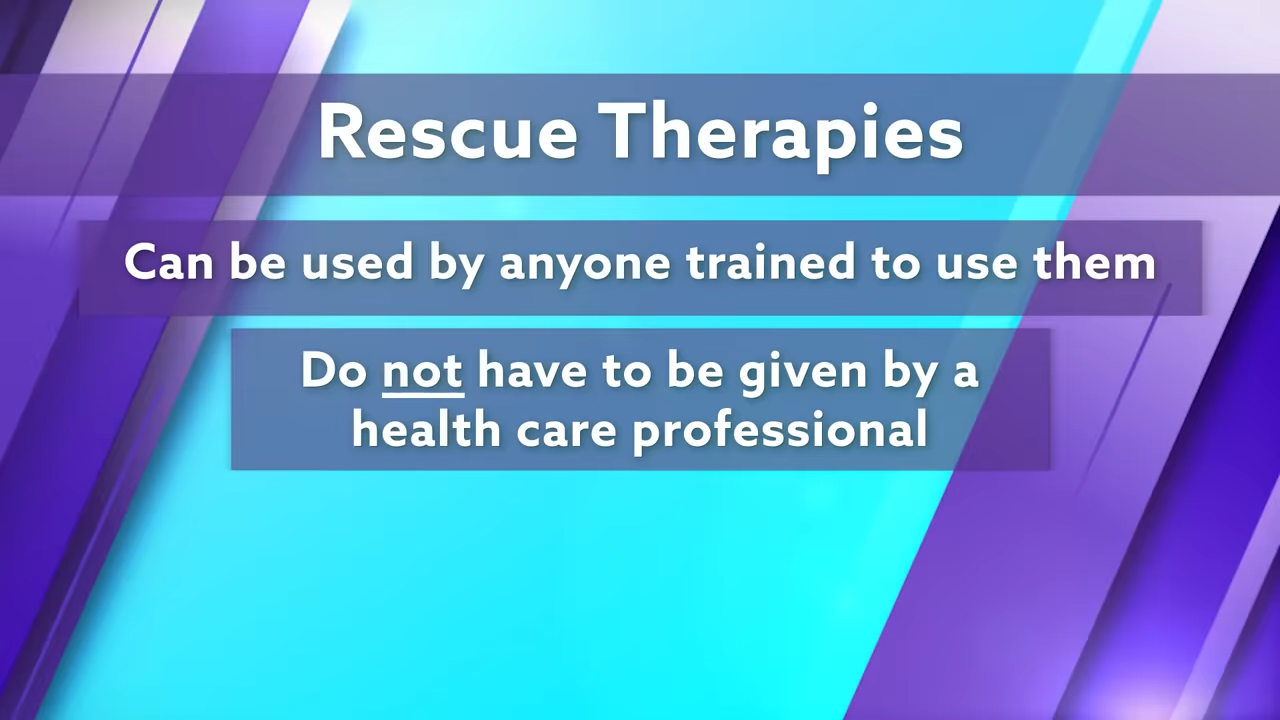 Rescue Therapies
Can be used by anyone trained to use them
Do not have to be given by a
health care professional